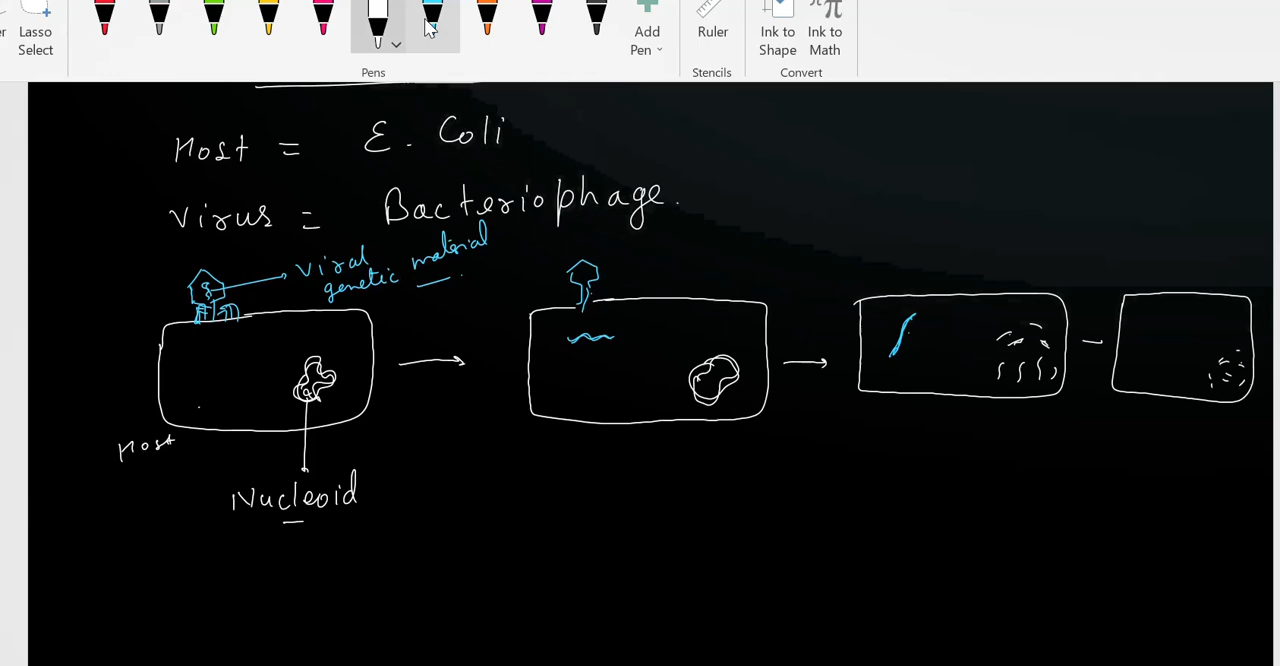 Lasso
Select
Add
Pen
Ruler
Ink to
Shape
Ink to
Math
Pens
Stencils
Convert
Host = E. Coli
Virus = Bacteriophage.
Viral
genetic material
Host
Nucleoid